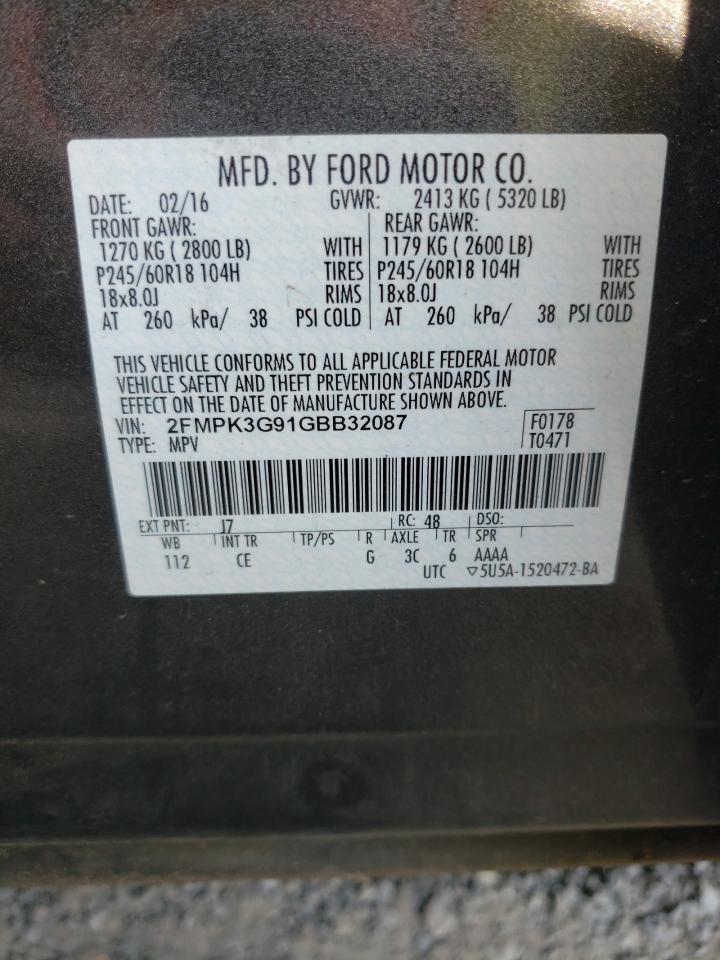 MFD. BY FORD MOTOR CO.
DATE: 02/16 GVWR: 2413 KG ( 5320 LB)
FRONT GAWR: REAR GAWR:
1270 KG ( 2800 LB) WITH 1179 KG ( 2600 LB) WITH
P245/60R18 104H TIRES P245/60R18 104H TIRES
18x8.0J RIMS 18x8.0J RIMS
AT 260 kPa/ 38 PSI COLD AT 260 kPa/ 38 PSI COLD
THIS VEHICLE CONFORMS TO ALL APPLICABLE FEDERAL MOTOR
VEHICLE SAFETY AND THEFT PREVENTION STANDARDS IN
EFFECT ON THE DATE OF MANUFACTURE SHOWN ABOVE.
VIN: 2FMPK3G91GBB32087 F0178
TYPE: MPV T0471
EXT PNT: J7 RC: 48 DSO:
WB INT TR TP/PS R AXLE TR SPR
112 CE G 3C 6 AAAA
UTC ▽5U5A-1520472-BA